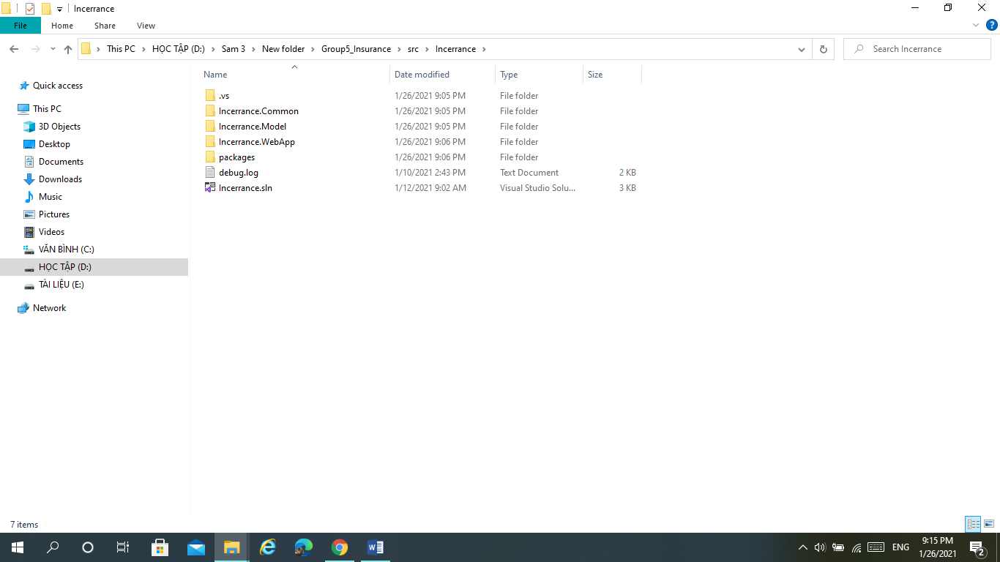 Incerrance
File Home Share View
This PC HỌC TẬP (D:) Sam 3 New folder Group5_Insurance src Incerrance
Search Incerrance
Name Date modified Type Size
Quick access
This PC
3D Objects
Desktop
Documents
Downloads
Music
Pictures
Videos
VĂN BÌNH (C:)
HỌC TẬP (D:)
TÀI LIỆU (E:)
Network
.vs 1/26/2021 9:05 PM File folder
Incerrance.Common 1/26/2021 9:05 PM File folder
Incerrance.Model 1/26/2021 9:05 PM File folder
Incerrance.WebApp 1/26/2021 9:06 PM File folder
packages 1/26/2021 9:06 PM File folder
debug.log 1/10/2021 2:43 PM Text Document 2 KB
Incerrance.sln 1/12/2021 9:02 AM Visual Studio Solu... 3 KB
7 items
ENG
9:15 PM
1/26/2021
2